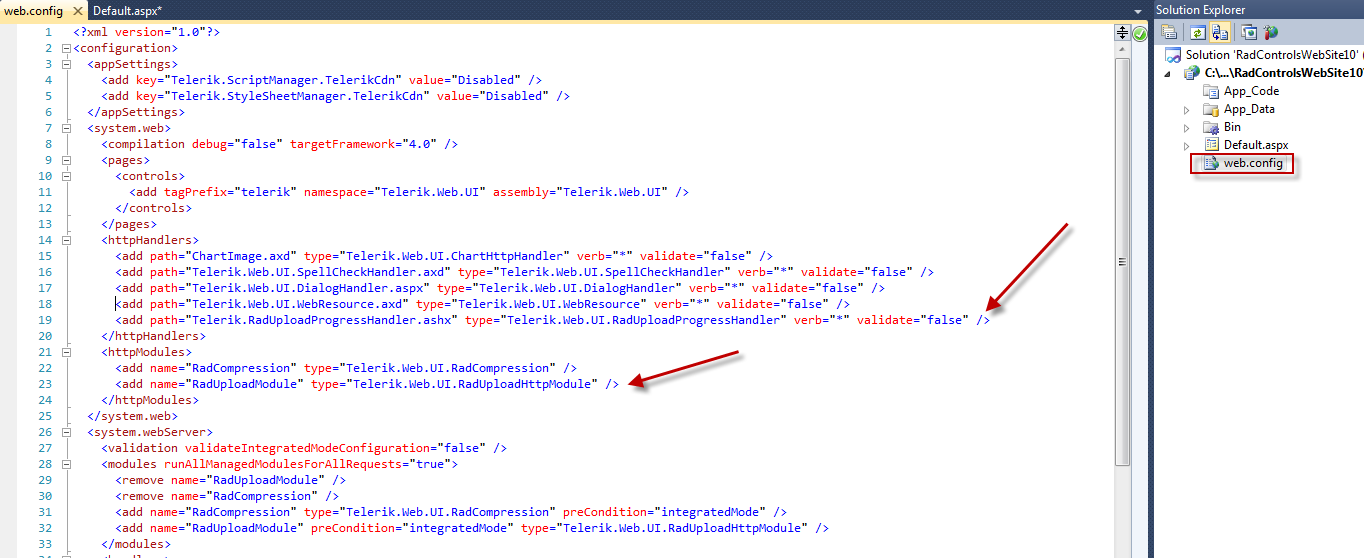 web.config
Default.aspx*
1 <?xml version="1.0"?>
2 <configuration>
3 <appSettings>
4 <add key="Telerik.ScriptManager.TelerikCdn" value="Disabled" />
5 <add key="Telerik.StyleSheetManager.TelerikCdn" value="Disabled" />
6 </appSettings>
7 <system.web>
8 <compilation debug="false" targetFramework="4.0" />
9 <pages>
10 <controls>
11 <add tagPrefix="telerik" namespace="Telerik.Web.UI" assembly="Telerik.Web.UI" />
12 </controls>
13 </pages>
14 <httpHandlers>
15 <add path="ChartImage.axd" type="Telerik.Web.UI.ChartHttpHandler" verb="*" validate="false" />
16 <add path="Telerik.Web.UI.SpellCheckHandler.axd" type="Telerik.Web.UI.SpellCheckHandler" verb="*" validate="false" />
17 <add path="Telerik.Web.UI.DialogHandler.aspx" type="Telerik.Web.UI.DialogHandler" verb="*" validate="false" />
18 <add path="Telerik.Web.UI.WebResource.axd" type="Telerik.Web.UI.WebResource" verb="*" validate="false" />
19 <add path="Telerik.RadUploadProgressHandler.ashx" type="Telerik.Web.UI.RadUploadProgressHandler" verb="*" validate="false" />
20 </httpHandlers>
21 <httpModules>
22 <add name="RadCompression" type="Telerik.Web.UI.RadCompression" />
23 <add name="RadUploadModule" type="Telerik.Web.UI.RadUploadHttpModule" />
24 </httpModules>
25 </system.web>
26 <system.webServer>
27 <validation validateIntegratedModeConfiguration="false" />
28 <modules runAllManagedModulesForAllRequests="true">
29 <remove name="RadUploadModule" />
30 <remove name="RadCompression" />
31 <add name="RadCompression" type="Telerik.Web.UI.RadCompression" preCondition="integratedMode" />
32 <add name="RadUploadModule" preCondition="integratedMode" type="Telerik.Web.UI.RadUploadHttpModule" />
33 </modules>
Solution Explorer
Solution 'RadControlsWebSite10' (
C:\...\RadControlsWebSite10\
App_Code
App_Data
Bin
Default.aspx
web.config